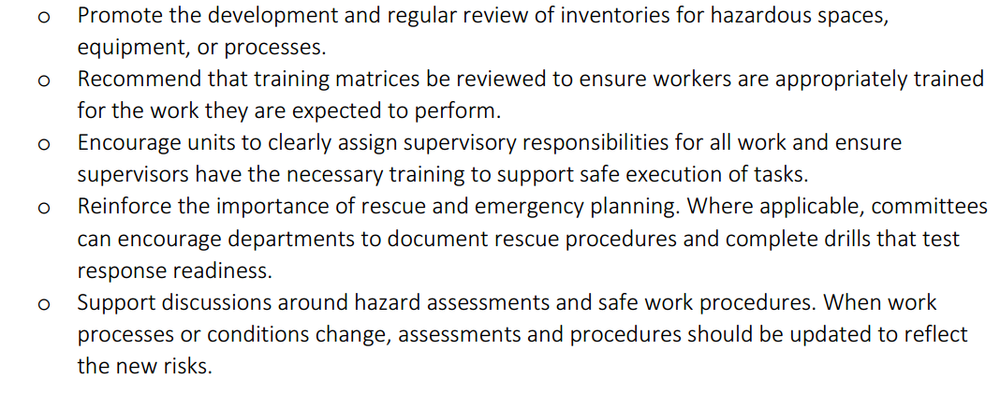 o Promote the development and regular review of inventories for hazardous spaces,
equipment, or processes.
o Recommend that training matrices be reviewed to ensure workers are appropriately trained
for the work they are expected to perform.
o Encourage units to clearly assign supervisory responsibilities for all work and ensure
supervisors have the necessary training to support safe execution of tasks.
o Reinforce the importance of rescue and emergency planning. Where applicable, committees
can encourage departments to document rescue procedures and complete drills that test
response readiness.
o Support discussions around hazard assessments and safe work procedures. When work
processes or conditions change, assessments and procedures should be updated to reflect
the new risks.